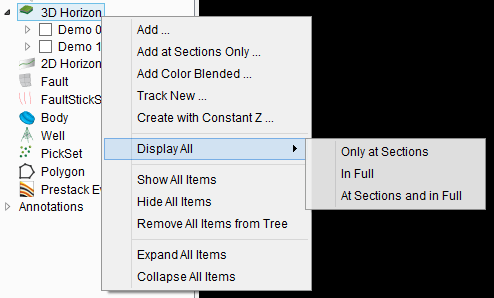 3D Horizon
Demo 0
Demo 1
2D Horizon
Fault
FaultStickS
Body
Well
PickSet
Polygon
Prestack Ev
Annotations
Add ...
Add at Sections Only ...
Add Color Blended ...
Track New ...
Create with Constant Z ...
Display All
Show All Items
Hide All Items
Remove All Items from Tree
Expand All Items
Collapse All Items
Only at Sections
In Full
At Sections and in Full